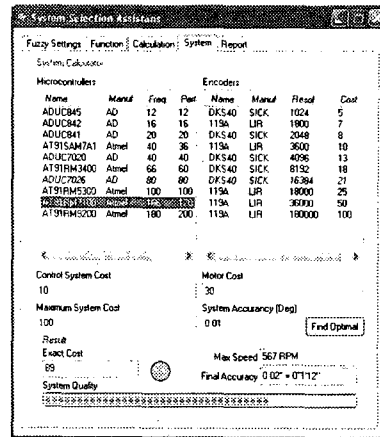 System Selection Assistans
Fuzzy Settings Function Calculation System Report
System Calculator
Microcontrollers Encoders
Name Manuf Freq Perf Name Manuf Resol Cost
ADUC845 AD 12 12 DKS40 SICK 1024 5
ADUC842 AD 16 16 119A LIR 1900 7
ADUC841 AD 20 20 DKS40 SICK 2048 8
AT91SAM7A1 Atmel 40 36 119A LIR 3600 10
ADUC7020 AD 40 40 DKS40 SICK 4096 13
AT91RM3400 Atmel 66 60 DKS40 SICK 8192 18
ADUC7026 AD 80 80 DKS40 SICK 16384 21
AT91RM5300 Atmel 100 100 119A LIR 18000 25
119A LIR 36000 50
AT91RM9200 Atmel 180 200 119A LIR 180000 100
Control System Cost Motor Cost
10 30
Maximum System Cost System Accurancy (Deg)
100 0.01 Find Optimal
Result
Exact Cost Max Speed 567 RPM
89 Final Accuracy 0.02" = 0°1'12"
System Quality